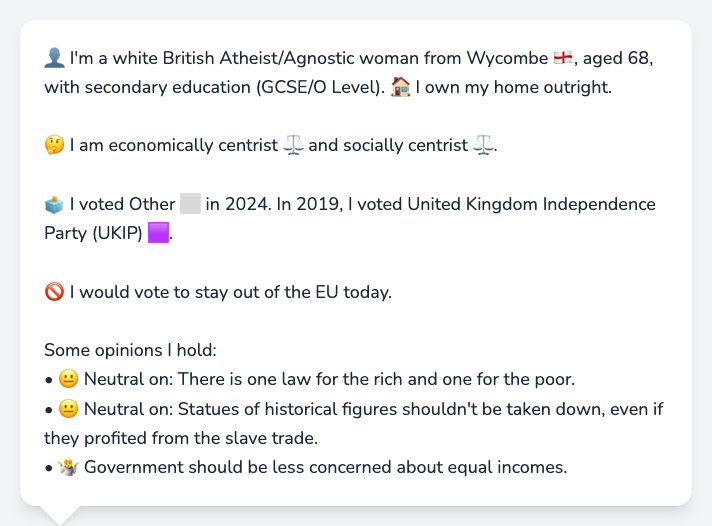 👤 I'm a white British Atheist/Agnostic woman from Wycombe 🏴󠁧󠁢󠁥󠁮󠁧󠁿, aged 68,
with secondary education (GCSE/O Level). 🏠 I own my home outright.
🤔 I am economically centrist ⚖️ and socially centrist ⚖️.
🗳️ I voted Other ⬜ in 2024. In 2019, I voted United Kingdom Independence
Party (UKIP) 🟪.
🚫 I would vote to stay out of the EU today.
Some opinions I hold:
• 😐 Neutral on: There is one law for the rich and one for the poor.
• 😐 Neutral on: Statues of historical figures shouldn't be taken down, even if
they profited from the slave trade.
• 🤷 Government should be less concerned about equal incomes.